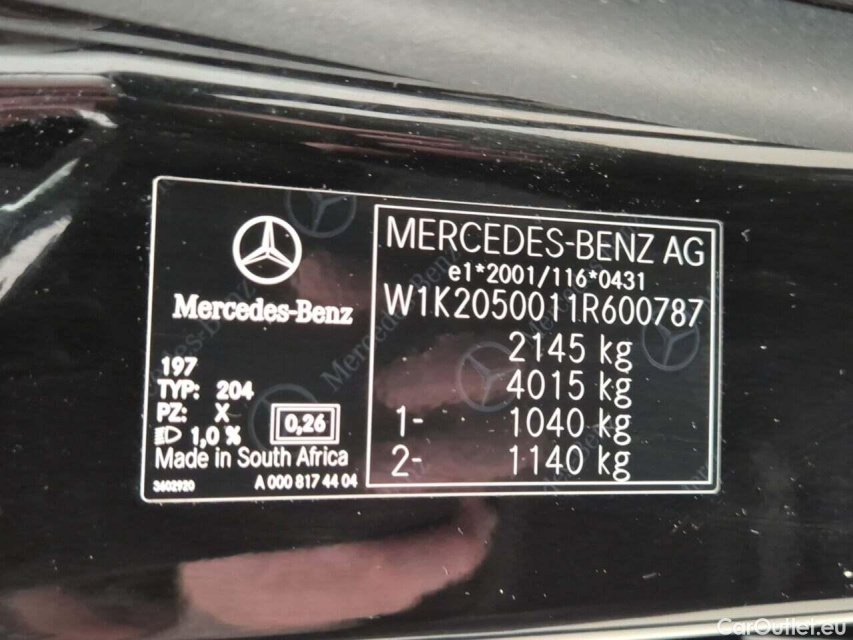 Mercedes-Benz
197
TYP: 204
PZ: X
1,0 %
0,26
Made in South Africa
3402920
A 000 817 44 04
MERCEDES-BENZ AG
e1*2001/116*0431
W1K2050011R600787
2145 kg
4015 kg
1- 1040 kg
2- 1140 kg
Mercedes-Benz
CarOutlet.eu